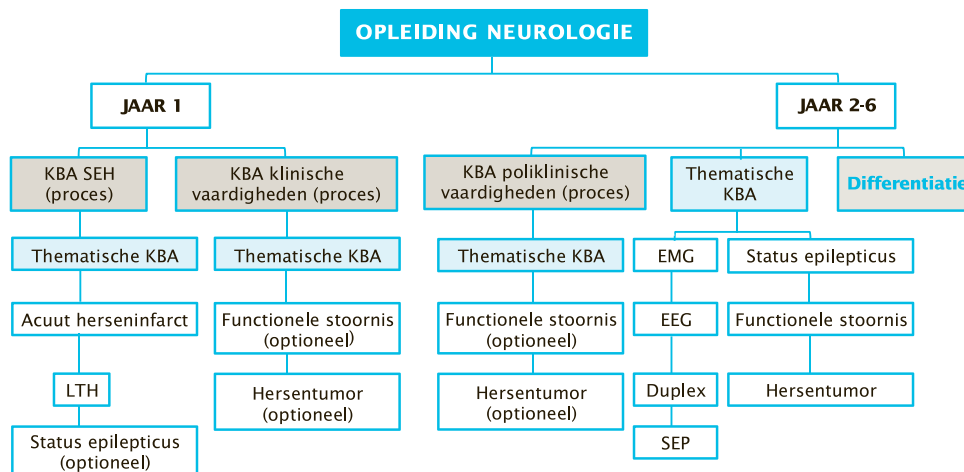 OPLEIDING NEUROLOGIE
JAAR 1
JAAR 2-6
KBA SEH
(proces)
KBA klinische
vaardigheden (proces)
KBA poliklinische
vaardigheden (proces)
Thematische
KBA
Differentiatie
Thematische KBA
Thematische KBA
Thematische KBA
EMG
Status epilepticus
Acuut herseninfarct
Functionele stoornis
(optioneel)
Functionele stoornis
(optioneel)
EEG
Functionele stoornis
LTH
Hersentumor
(optioneel)
Hersentumor
(optioneel)
Duplex
Hersentumor
Status epilepticus
(optioneel)
SEP